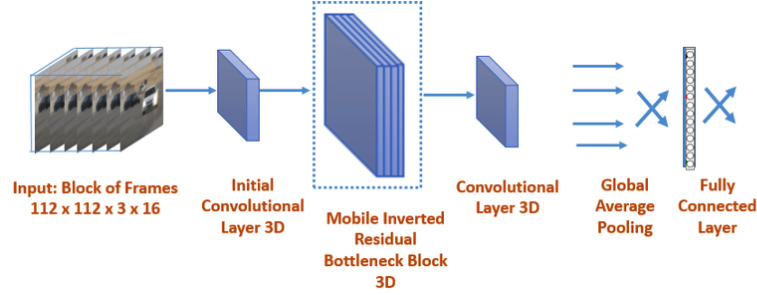 Input: Block of Frames
112 x 112 x 3 x 16
Initial
Convolutional
Layer 3D
Mobile Inverted
Residual
Bottleneck Block
3D
Convolutional
Layer 3D
Global
Average
Pooling
Fully
Connected
Layer